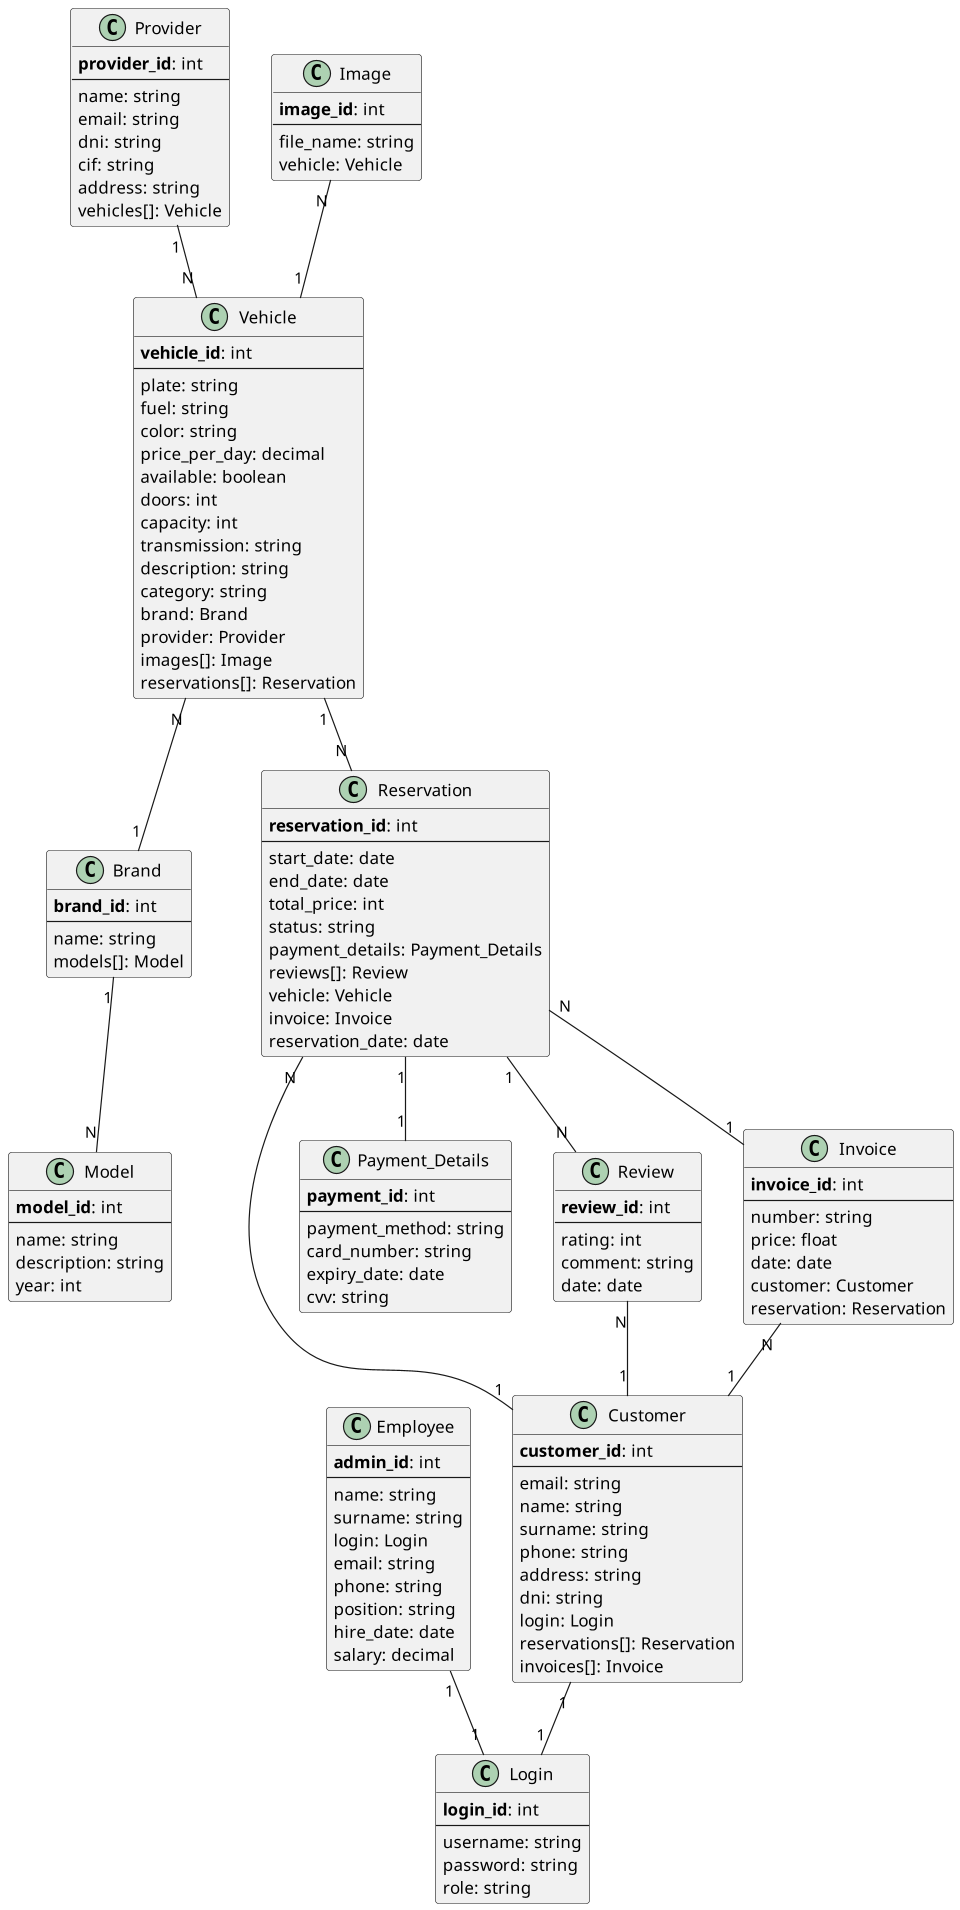 C Provider
provider_id: int
name: string
email: string
dni: string
cif: string
address: string
vehicles[]: Vehicle
1
N
C Image
image_id: int
file_name: string
vehicle: Vehicle
N
1
C Vehicle
vehicle_id: int
plate: string
fuel: string
color: string
price_per_day: decimal
available: boolean
doors: int
capacity: int
transmission: string
description: string
category: string
brand: Brand
provider: Provider
images[]: Image
reservations[]: Reservation
N
1
1
N
C Brand
brand_id: int
name: string
models[]: Model
1
N
C Reservation
reservation_id: int
start_date: date
end_date: date
total_price: int
status: string
payment_details: Payment_Details
reviews[]: Review
vehicle: Vehicle
invoice: Invoice
reservation_date: date
N
1
N
1
1
1
N
1
C Model
model_id: int
name: string
description: string
year: int
C Payment_Details
payment_id: int
payment_method: string
card_number: string
expiry_date: date
cvv: string
C Review
review_id: int
rating: int
comment: string
date: date
N
1
C Invoice
invoice_id: int
number: string
price: float
date: date
customer: Customer
reservation: Reservation
N
1
C Employee
admin_id: int
name: string
surname: string
login: Login
email: string
phone: string
position: string
hire_date: date
salary: decimal
1
1
C Customer
customer_id: int
email: string
name: string
surname: string
phone: string
address: string
dni: string
login: Login
reservations[]: Reservation
invoices[]: Invoice
1
1
C Login
login_id: int
username: string
password: string
role: string